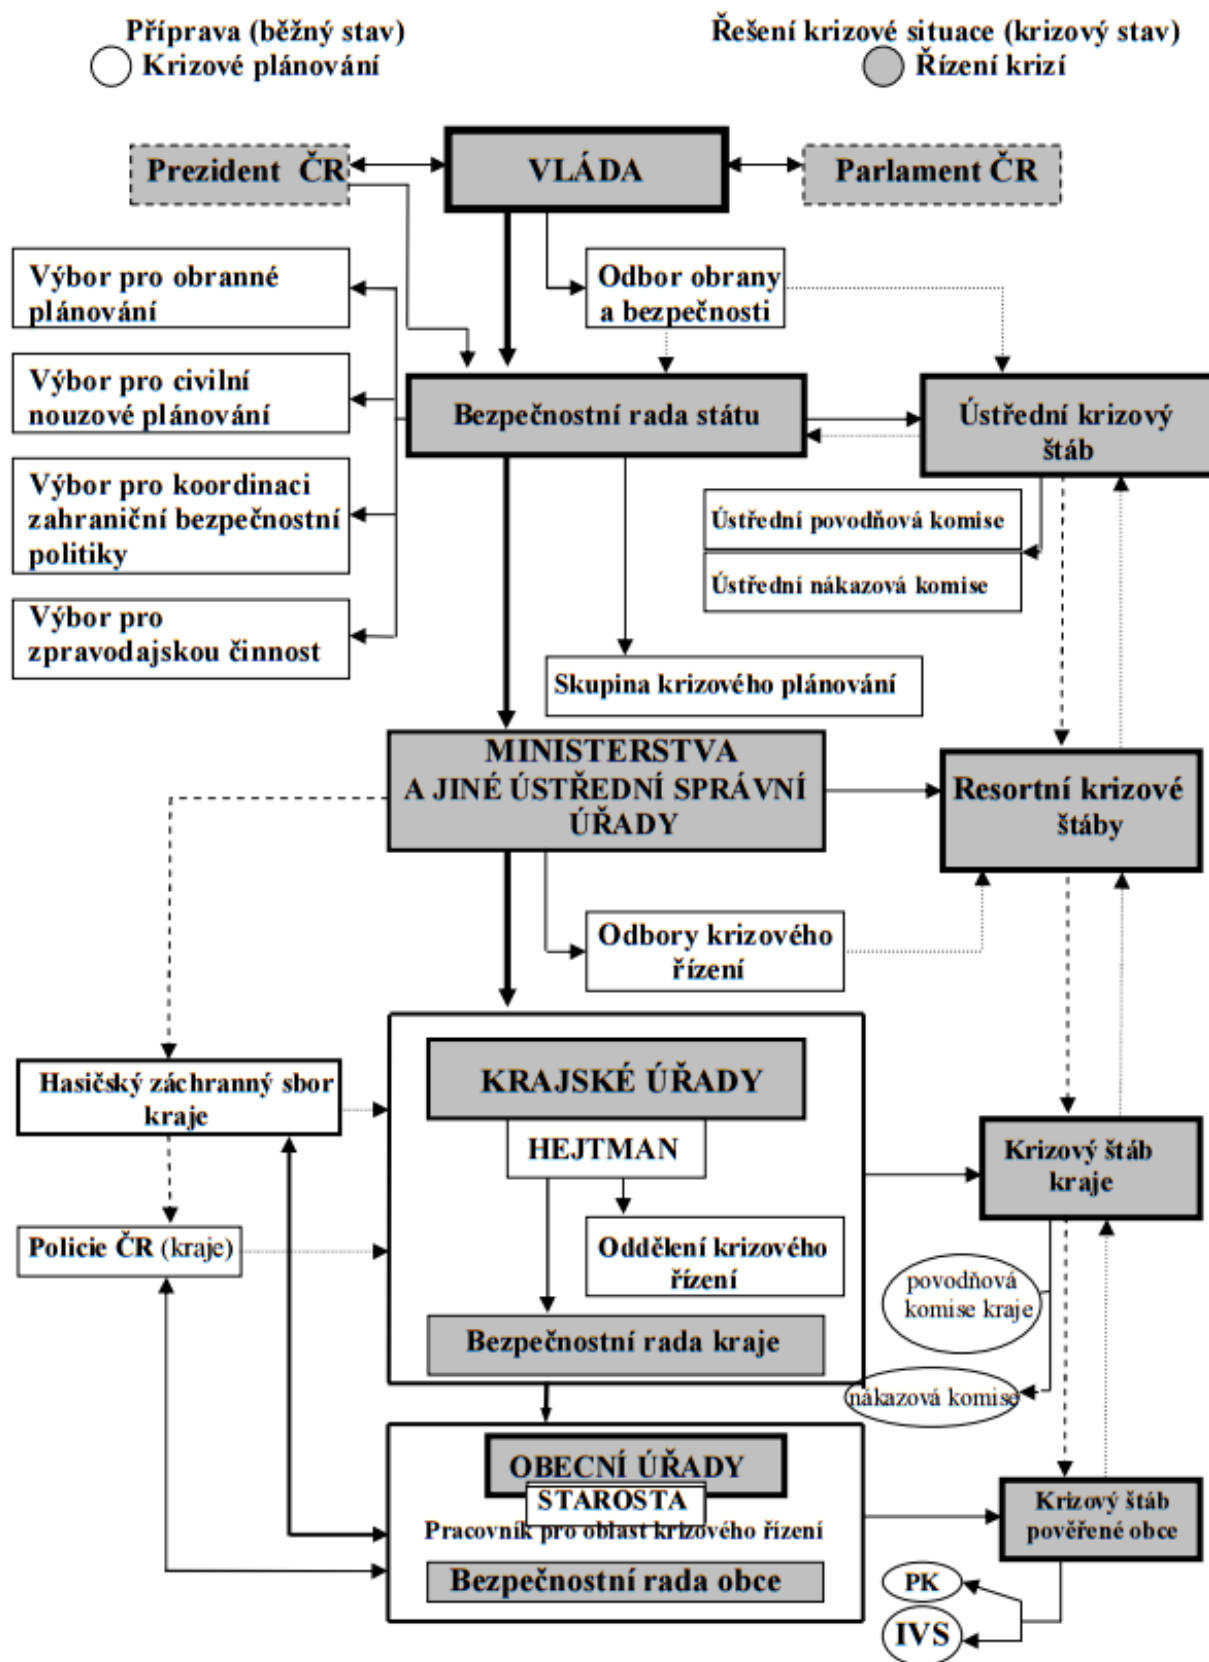 Příprava (běžný stav)
Krizové plánování
Řešení krizové situace (krizový stav)
Řízení krizí
Prezident ČR
VLÁDA
Parlament ČR
Výbor pro obranné
plánování
Odbor obrany
a bezpečnosti
Výbor pro civilní
nouzové plánování
Bezpečnostní rada státu
Ústřední krizový
štáb
Výbor pro koordinaci
zahraniční bezpečnostní
politiky
Ústřední povodňová komise
Ústřední nákazová komise
Výbor pro
zpravodajskou činnost
Skupina krizového plánování
MINISTERSTVA
A JINÉ ÚSTŘEDNÍ SPRÁVNÍ
ÚŘADY
Resortní krizové
štáby
Odbory krizového
řízení
Hasičský záchranný sbor
kraje
KRAJSKÉ ÚŘADY
HEJTMAN
Krizový štáb
kraje
Policie ČR (kraje)
Oddělení krizového
řízení
povodňová
komise kraje
Bezpečnostní rada kraje
nákazová komise
OBECNÍ ÚŘADY
STAROSTA
Pracovník pro oblast krizového řízení
Bezpečnostní rada obce
Krizový štáb
pověřené obce
PK
IVS